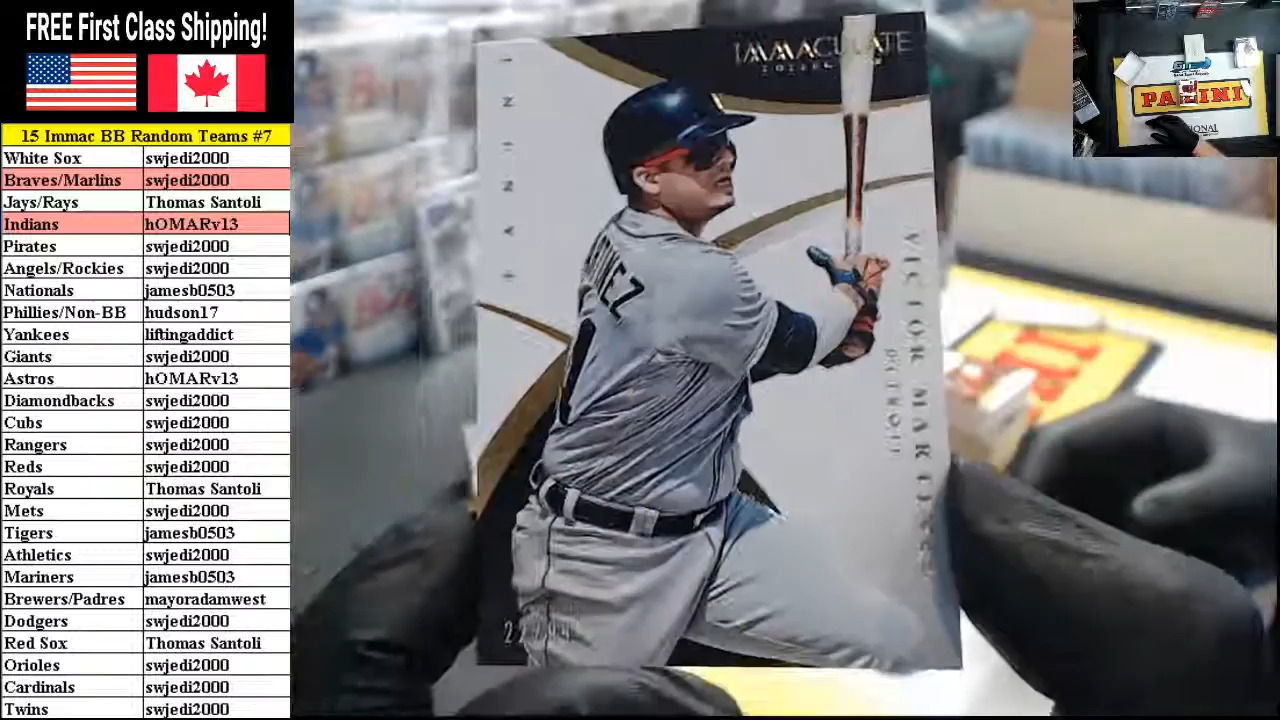 FREE First Class Shipping!
15 Immac BB Random Teams #7
White Sox swjedi2000
Braves/Marlins swjedi2000
Jays/Rays Thomas Santoli
Indians hOMARv13
Pirates swjedi2000
Angels/Rockies swjedi2000
Nationals jamesb0503
Phillies/Non-BB hudson17
Yankees liftingaddict
Giants swjedi2000
Astros hOMARv13
Diamondbacks swjedi2000
Cubs swjedi2000
Rangers swjedi2000
Reds swjedi2000
Royals Thomas Santoli
Mets swjedi2000
Tigers jamesb0503
Athletics swjedi2000
Mariners jamesb0503
Brewers/Padres mayoradamwest
Dodgers swjedi2000
Red Sox Thomas Santoli
Orioles swjedi2000
Cardinals swjedi2000
Twins swjedi2000
IMMACULATE
COLLECTION
VICTOR MARTINEZ
DETROIT
PANINI